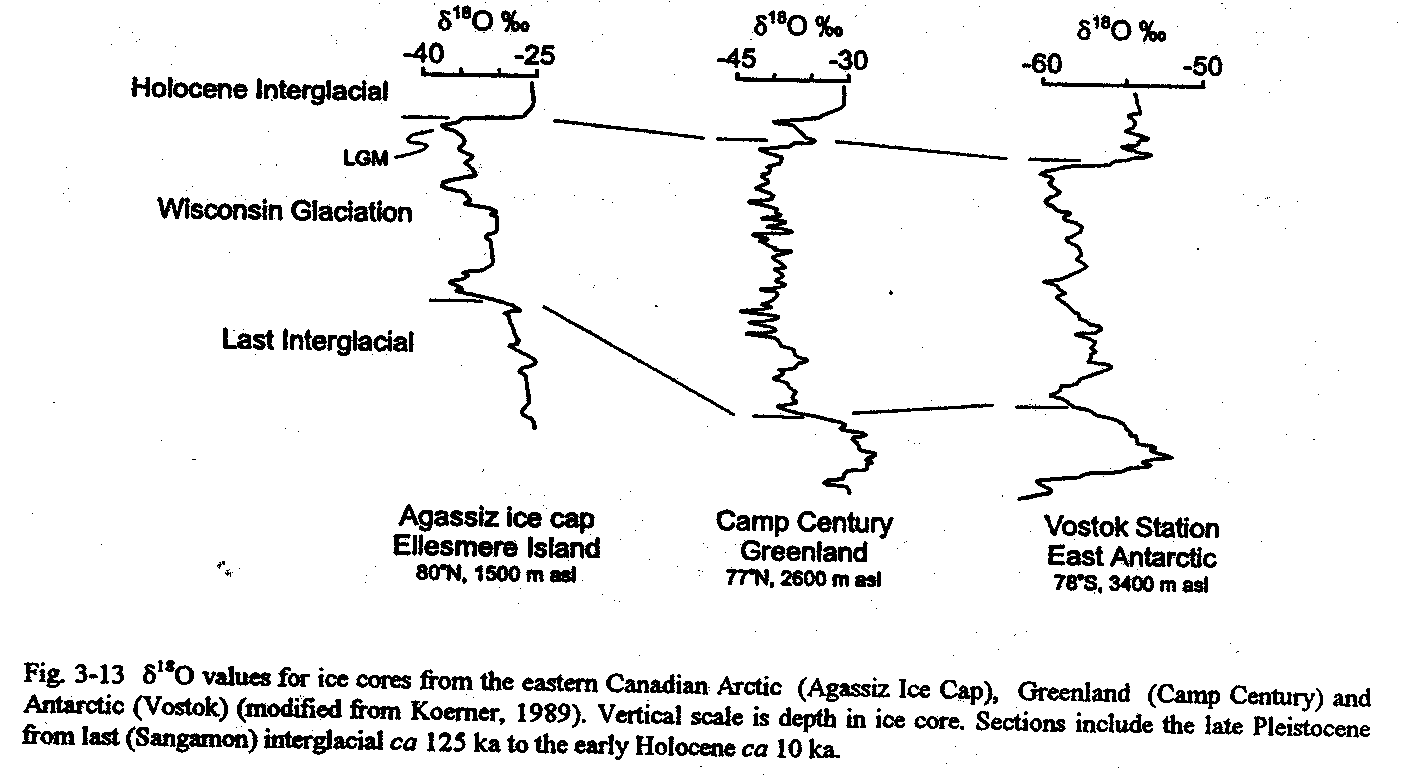 δ¹⁸O ‰
-40 -25
δ¹⁸O ‰
-45 -30
δ¹⁸O ‰
-60 -50
Holocene Interglacial
LGM
Wisconsin Glaciation
Last Interglacial
Agassiz ice cap
Ellesmere Island
80°N, 1500 m asl
Camp Century
Greenland
77°N, 2600 m asl
Vostok Station
East Antarctic
78°S, 3400 m asl
Fig. 3-13 δ¹⁸O values for ice cores from the eastern Canadian Arctic (Agassiz Ice Cap), Greenland (Camp Century) and
Antarctic (Vostok) (modified from Koerner, 1989). Vertical scale is depth in ice core. Sections include the late Pleistocene
from last (Sangamon) interglacial ca 125 ka to the early Holocene ca 10 ka.